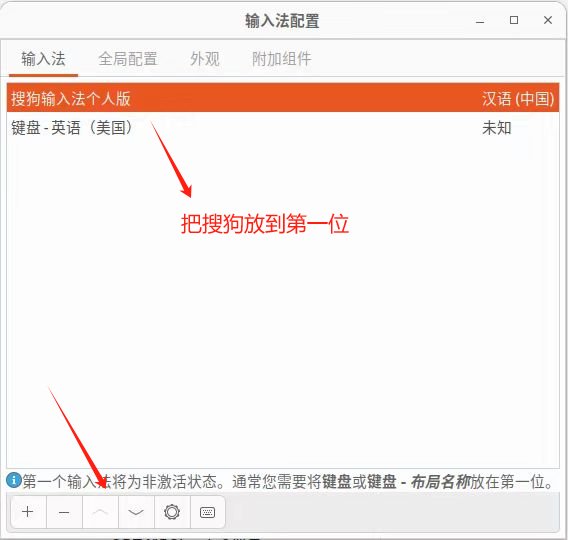 输入法配置
输入法 全局配置 外观 附加组件
搜狗输入法个人版 汉语 (中国)
键盘 - 英语（美国） 未知
把搜狗放到第一位
第一个输入法将为非激活状态。通常您需要将键盘或键盘 - 布局名称放在第一位。